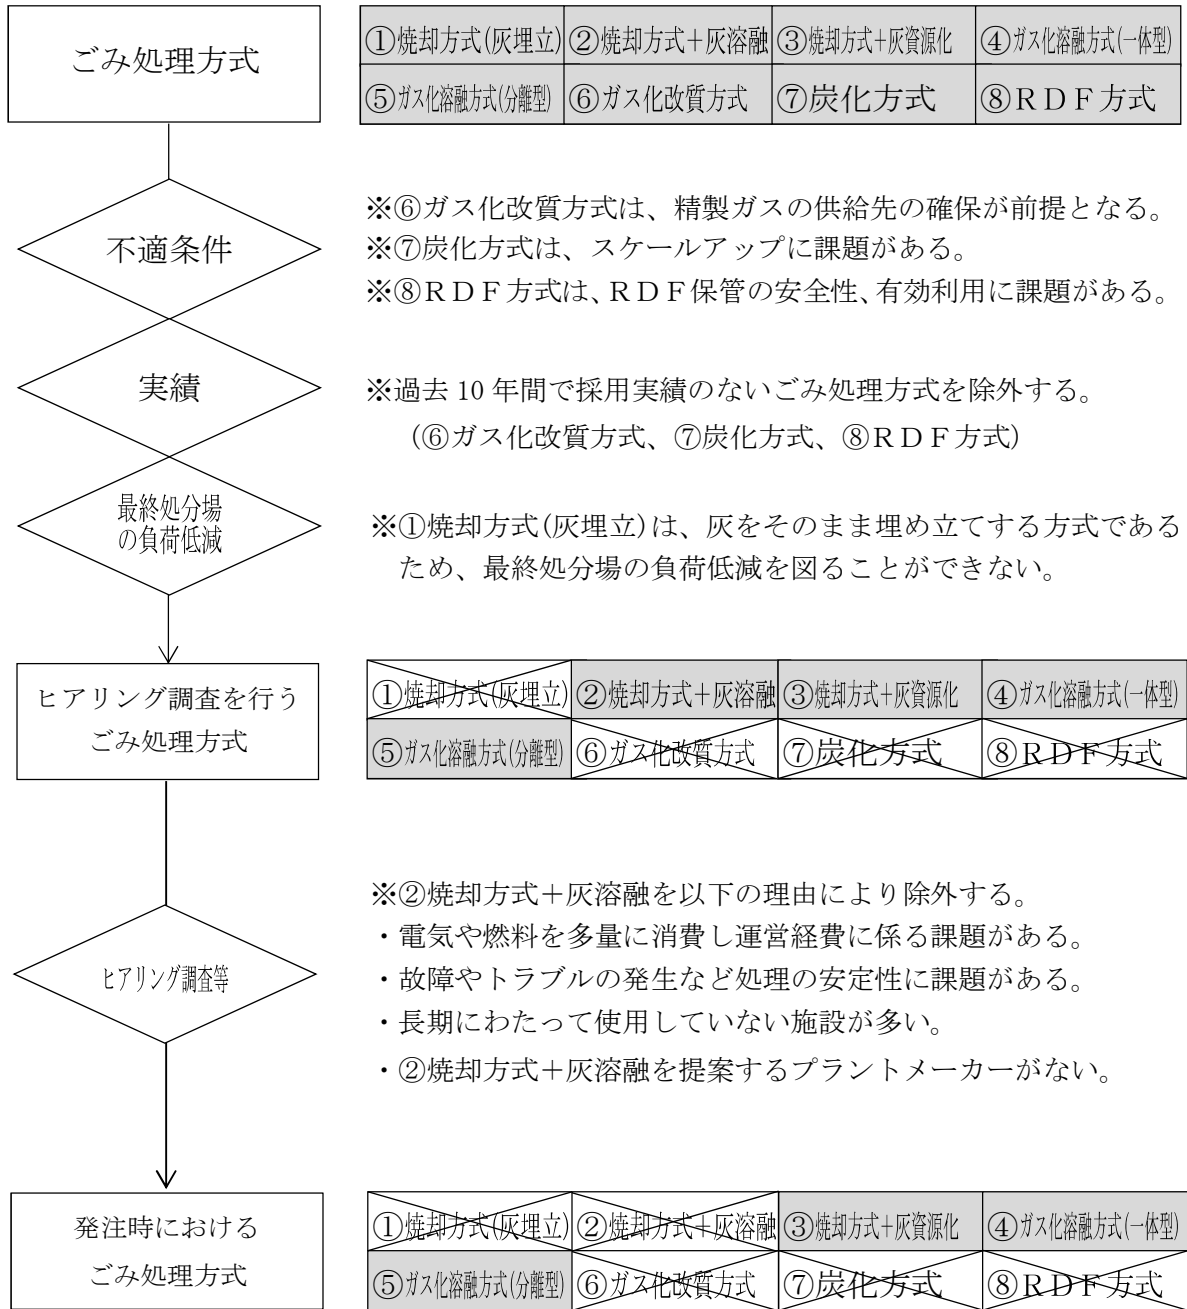 ごみ処理方式
①焼却方式(灰埋立) ②焼却方式＋灰溶融 ③焼却方式＋灰資源化 ④ガス化溶融方式(一体型)
⑤ガス化溶融方式(分離型) ⑥ガス化改質方式 ⑦炭化方式 ⑧ＲＤＦ方式
不適条件
※⑥ガス化改質方式は、精製ガスの供給先の確保が前提となる。
※⑦炭化方式は、スケールアップに課題がある。
※⑧ＲＤＦ方式は、ＲＤＦ保管の安全性、有効利用に課題がある。
実績
※過去 10 年間で採用実績のないごみ処理方式を除外する。
（⑥ガス化改質方式、⑦炭化方式、⑧ＲＤＦ方式）
最終処分場
の負荷低減
※①焼却方式(灰埋立)は、灰をそのまま埋め立てする方式である
ため、最終処分場の負荷低減を図ることができない。
ヒアリング調査を行う
ごみ処理方式
①焼却方式(灰埋立) ②焼却方式＋灰溶融 ③焼却方式＋灰資源化 ④ガス化溶融方式(一体型)
⑤ガス化溶融方式(分離型) ⑥ガス化改質方式 ⑦炭化方式 ⑧ＲＤＦ方式
ヒアリング調査等
※②焼却方式＋灰溶融を以下の理由により除外する。
・電気や燃料を多量に消費し運営経費に係る課題がある。
・故障やトラブルの発生など処理の安定性に課題がある。
・長期にわたって使用していない施設が多い。
・②焼却方式＋灰溶融を提案するプラントメーカーがない。
発注時における
ごみ処理方式
①焼却方式(灰埋立) ②焼却方式＋灰溶融 ③焼却方式＋灰資源化 ④ガス化溶融方式(一体型)
⑤ガス化溶融方式(分離型) ⑥ガス化改質方式 ⑦炭化方式 ⑧ＲＤＦ方式